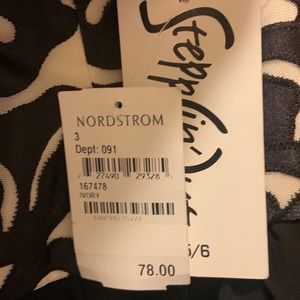 Steppin' 
NORDSTROM
3
Dept: 091
27490 29328
167478
IVORY
78.00
5/6